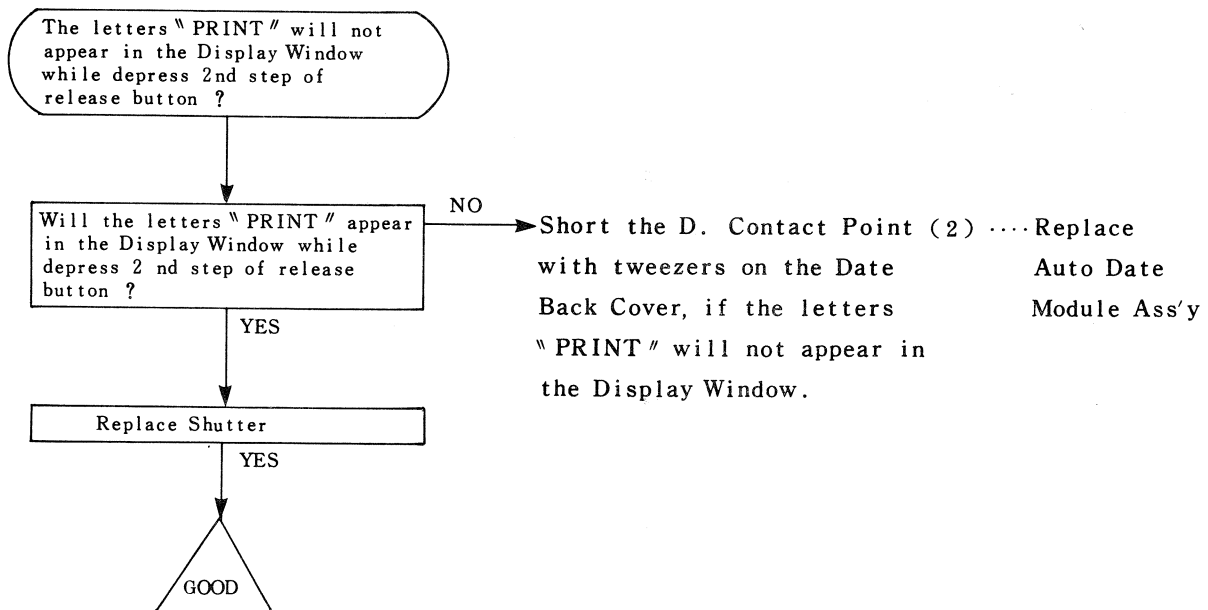 The letters " PRINT " will not
appear in the Display Window
while depress 2nd step of
release button ?
Will the letters " PRINT " appear
in the Display Window while
depress 2 nd step of release
button ?
NO
Short the D. Contact Point (2) ····Replace
with tweezers on the Date Auto Date
Back Cover, if the letters Module Ass'y
" PRINT " will not appear in
the Display Window.
YES
Replace Shutter
YES
GOOD